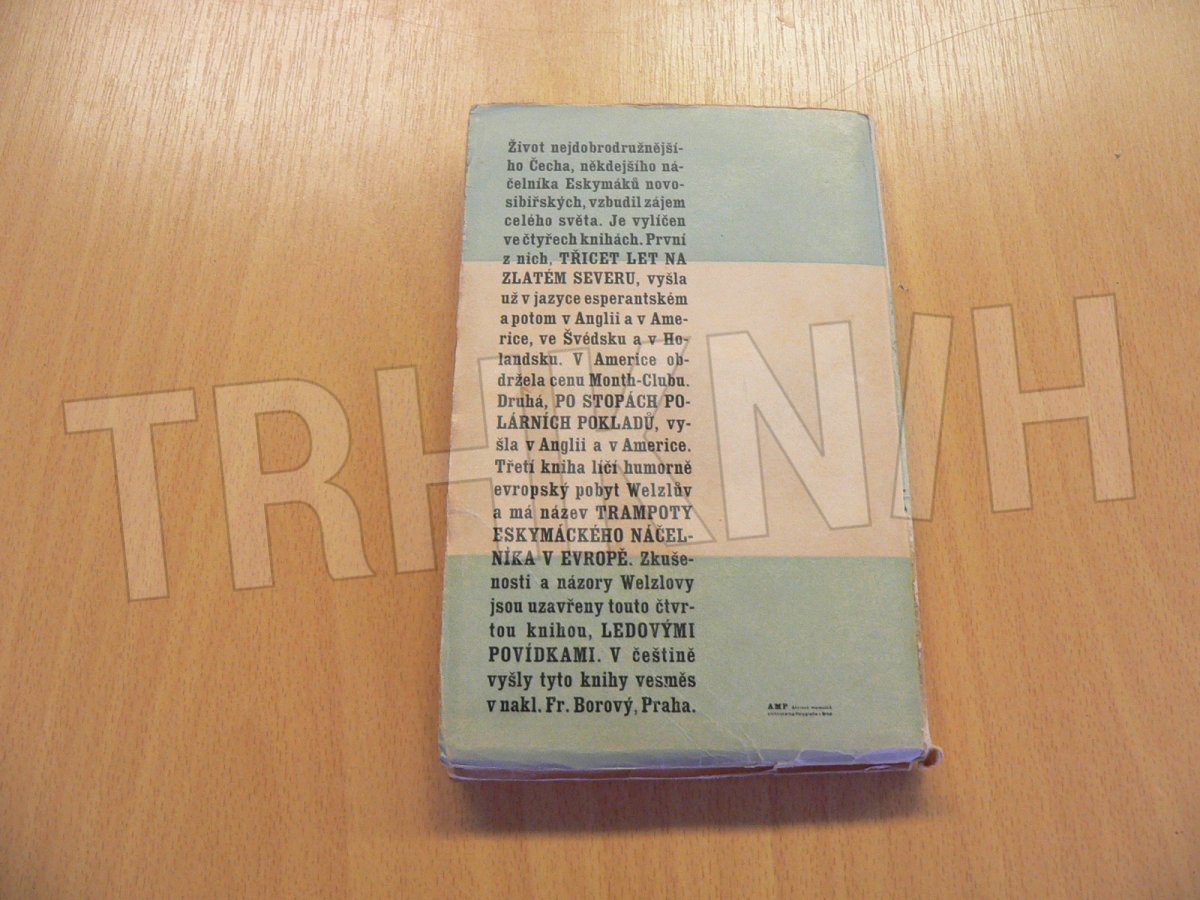 Život nejdobrodružnější-
ho Čecha, někdejšího ná-
čelníka Eskymáků novo-
sibířských, vzbudil zájem
celého světa. Je vylíčen
ve čtyřech knihách. První
z nich, TŘICET LET NA
ZLATÉM SEVERU, vyšla
už v jazyce esperantském
a potom v Anglii a v Ame-
rice, ve Švédsku a v Ho-
landsku. V Americe ob-
držela cenu Month-Clubu.
Druhá, PO STOPÁCH PO-
LÁRNÍCH POKLADŮ, vy-
šla v Anglii a v Americe.
Třetí kniha líčí humorně
evropský pobyt Welzlův
a má název TRAMPOTY
ESKYMÁCKÉHO NÁČEL-
NÍKA V EVROPĚ. Zkuše-
nosti a názory Welzlovy
jsou uzavřeny touto čtvr-
tou knihou, LEDOVÝMI
POVÍDKAMI. V češtině
vyšly tyto knihy vesměs
v nakl. Fr. Borový, Praha.
AMP
TRHKNIH